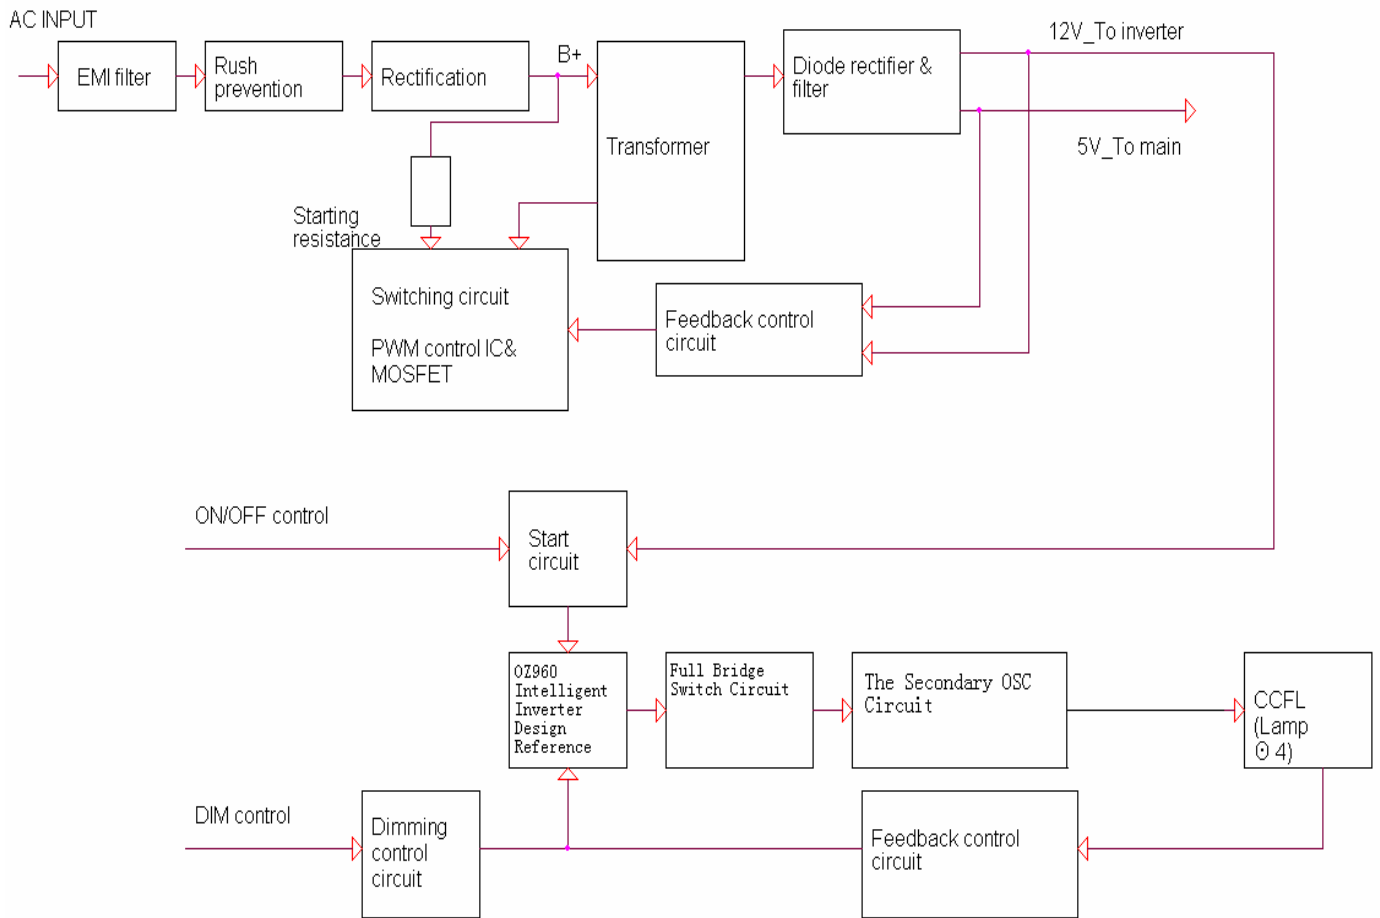 AC INPUT
12V_To inverter
B+
EMI filter
Rush
prevention
Rectification
Diode rectifier &
filter
Transformer
5V_To main
Starting
resistance
Switching circuit
PWM control IC&
MOSFET
Feedback control
circuit
ON/OFF control
Start
circuit
OZ960
Intelligent
Inverter
Design
Reference
Full Bridge
Switch Circuit
The Secondary OSC
Circuit
CCFL
(Lamp
⊙ 4)
DIM control
Dimming
control
circuit
Feedback control
circuit